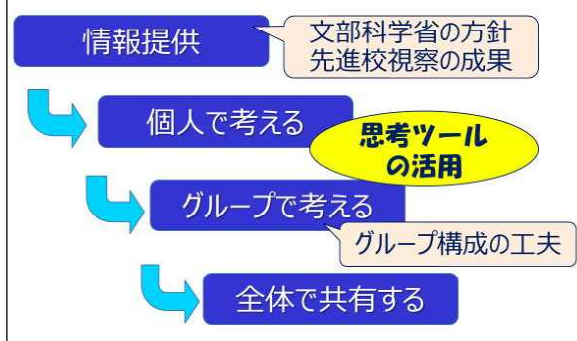 情報提供
文部科学省の方針
先進校視察の成果
個人で考える
思考ツール
の活用
グループで考える
グループ構成の工夫
全体で共有する